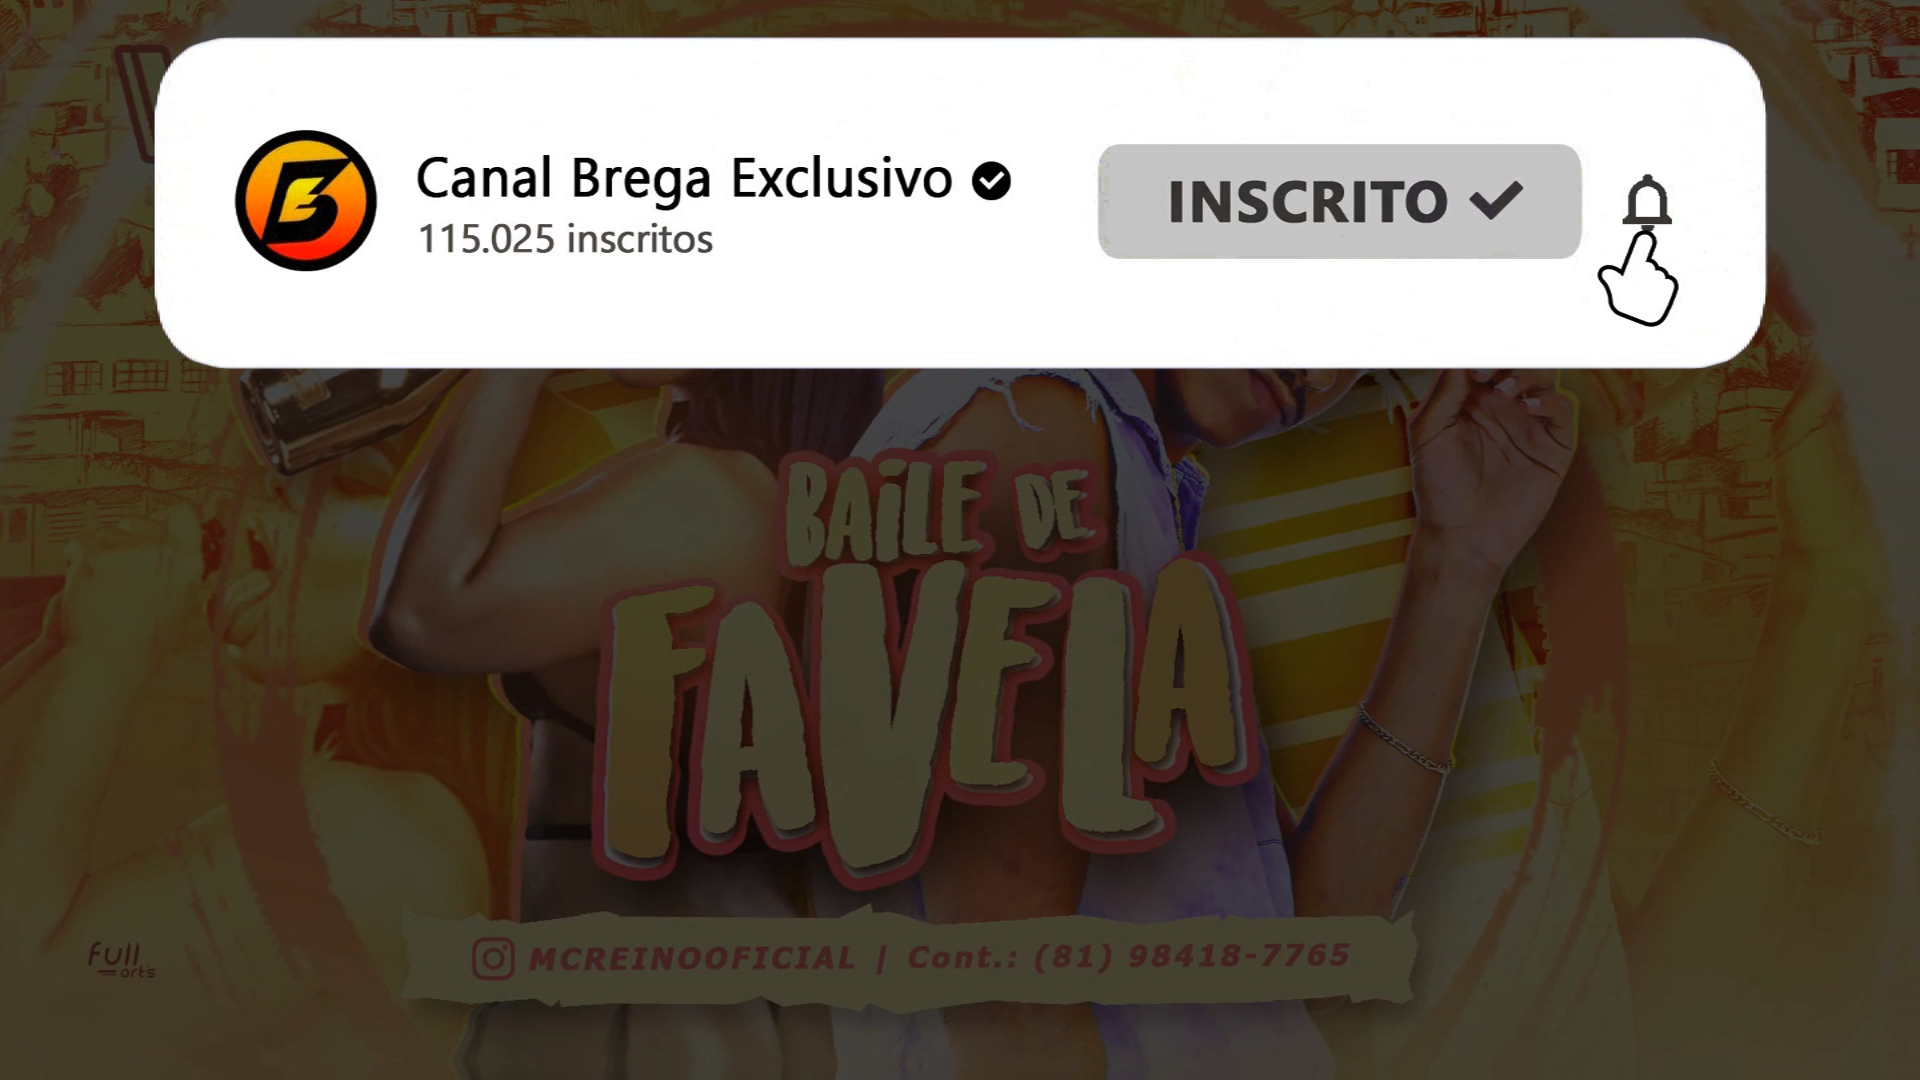 Canal Brega Exclusivo
115.025 inscritos
INSCRITO
BAILE DE
FAVELA
MCREINOOFICIAL | Cont.: (81) 98418-7765
Full
arts